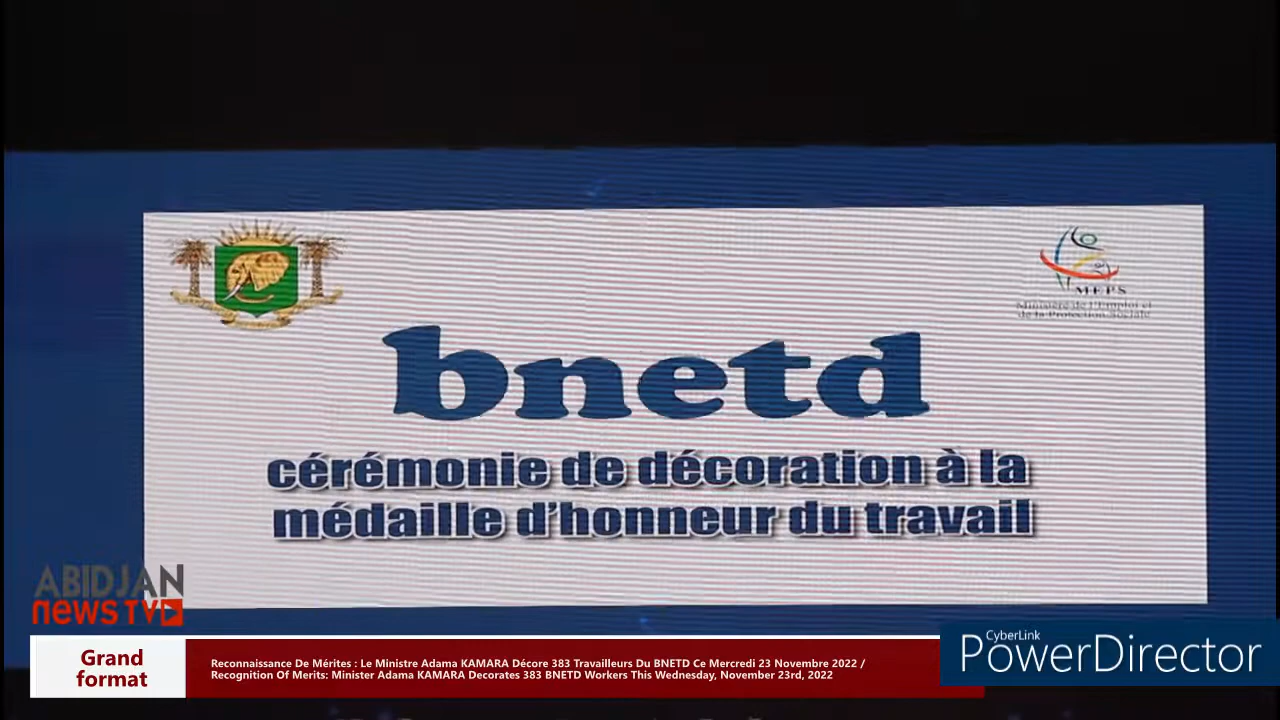 MEPS
Ministère de l'Emploi et
de la Protection Sociale
bnetd
cérémonie de décoration à la
médaille d'honneur du travail
ABIDJAN
NEWS TV
Grand
format
Reconnaissance De Mérites : Le Ministre Adama KAMARA Décore 383 Travailleurs Du BNETD Ce Mercredi 23 Novembre 2022 /
Recognition Of Merits: Minister Adama KAMARA Decorates 383 BNETD Workers This Wednesday, November 23rd, 2022
CyberLink
PowerDirector